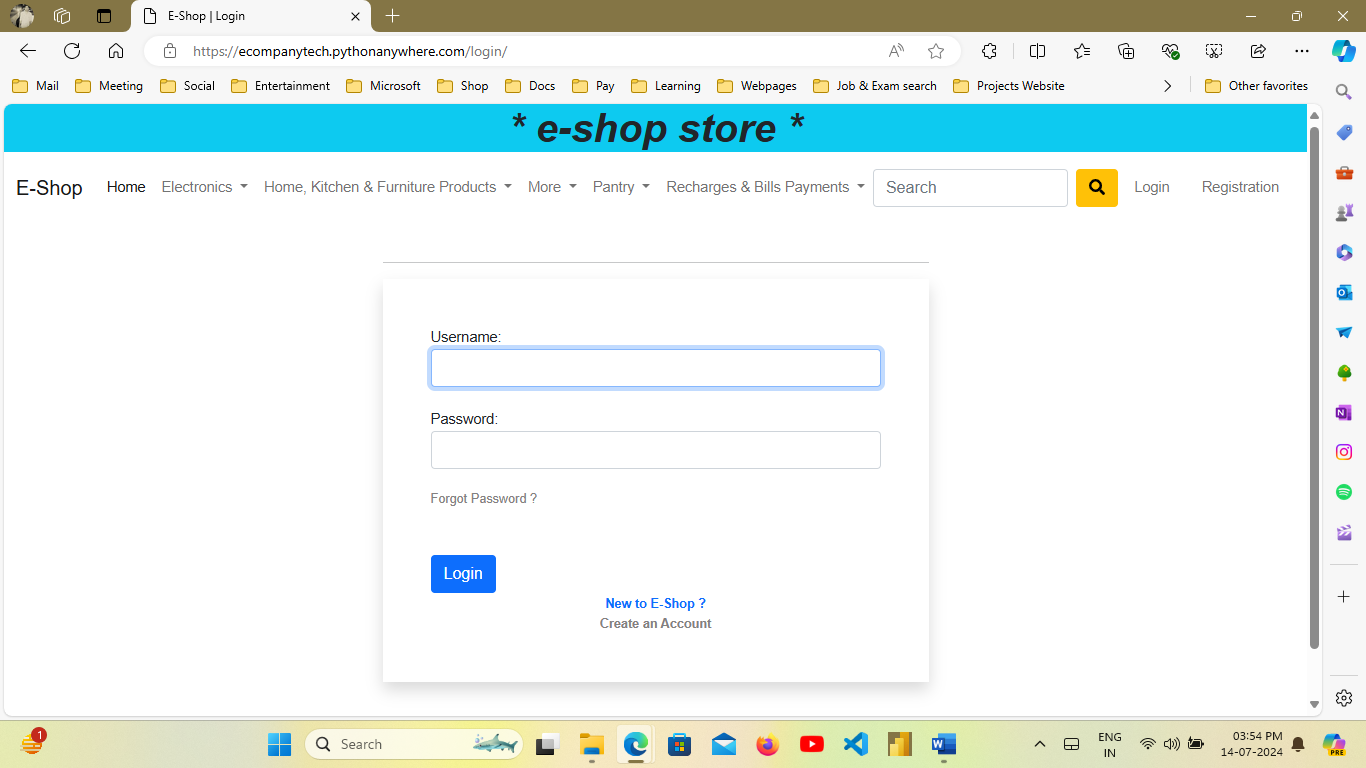 E-Shop | Login
https://ecompanytech.pythonanywhere.com/login/
Mail Meeting Social Entertainment Microsoft Shop Docs Pay Learning Webpages Job & Exam search Projects Website Other favorites
* e-shop store *
E-Shop Home Electronics Home, Kitchen & Furniture Products More Pantry Recharges & Bills Payments Search Login Registration
Username:
Password:
Forgot Password ?
Login
New to E-Shop ?
Create an Account
1
Search
ENG
IN
03:54 PM
14-07-2024
PRE